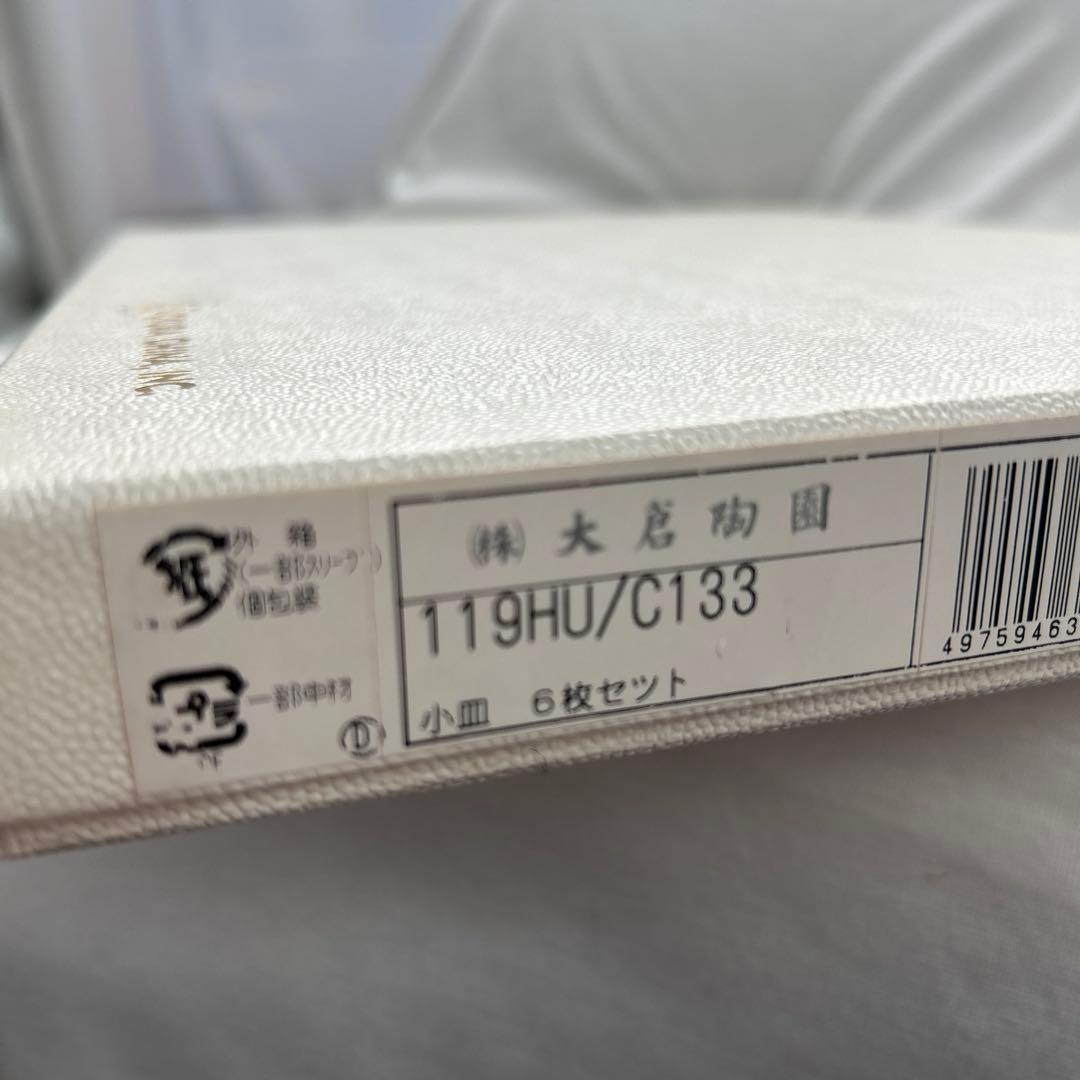 紙
外箱
(一部スリーブ)
個包装
プラ
一部中材
PE
D
㈱大倉陶園
119HU/C133
小皿 6枚セット
49759463